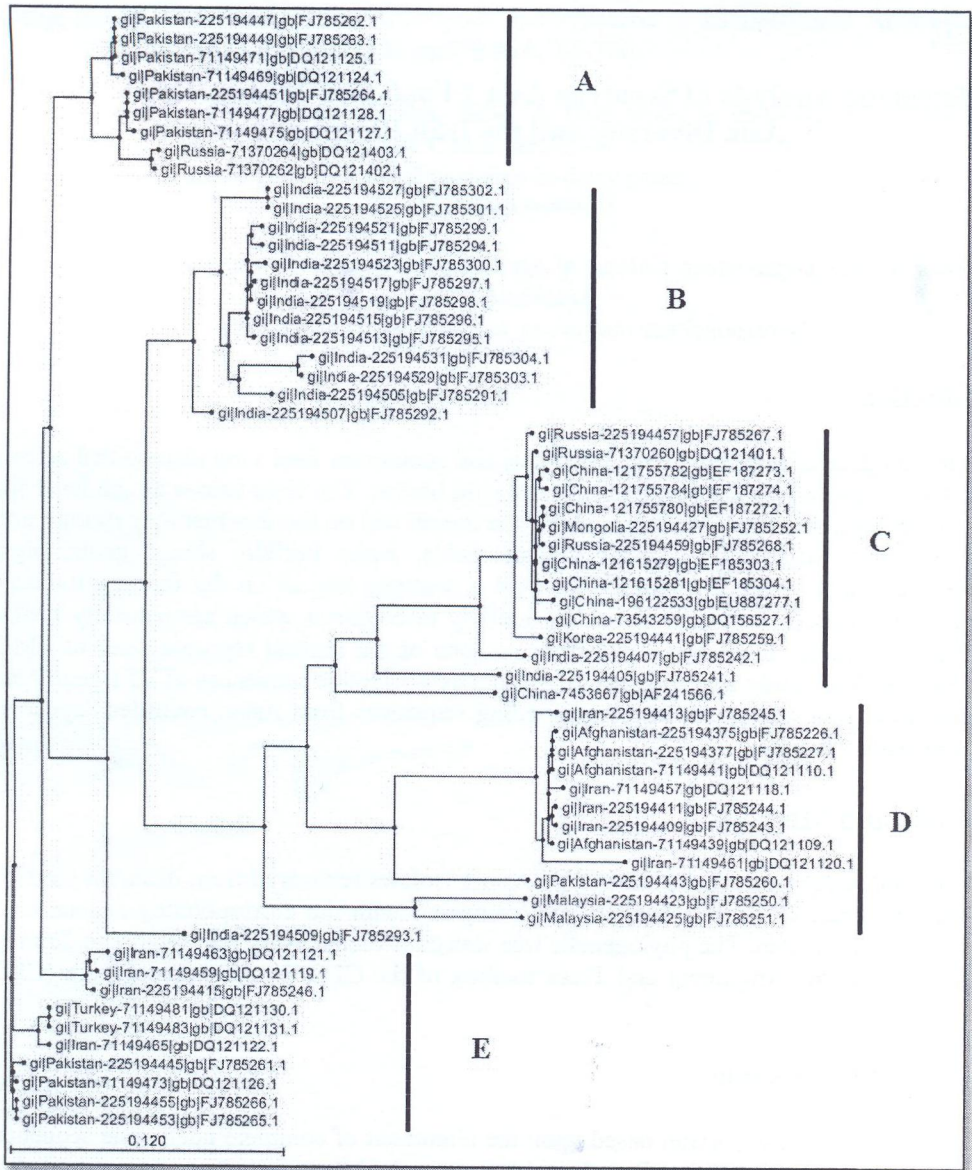 gi|Pakistan-225194447|gb|FJ785262.1
gi|Pakistan-225194449|gb|FJ785263.1
gi|Pakistan-71149471|gb|DQ121125.1
gi|Pakistan-71149469|gb|DQ121124.1
A
gi|Pakistan-225194451|gb|FJ785264.1
gi|Pakistan-71149477|gb|DQ121128.1
gi|Pakistan-71149475|gb|DQ121127.1
gi|Russia-71370264|gb|DQ121403.1
gi|Russia-71370262|gb|DQ121402.1
gi|India-225194527|gb|FJ785302.1
gi|India-225194525|gb|FJ785301.1
gi|India-225194521|gb|FJ785299.1
gi|India-225194511|gb|FJ785294.1
gi|India-225194523|gb|FJ785300.1
gi|India-225194517|gb|FJ785297.1
gi|India-225194519|gb|FJ785298.1
B
gi|India-225194515|gb|FJ785296.1
gi|India-225194513|gb|FJ785295.1
gi|India-225194531|gb|FJ785304.1
gi|India-225194529|gb|FJ785303.1
gi|India-225194505|gb|FJ785291.1
gi|India-225194507|gb|FJ785292.1
gi|Russia-225194457|gb|FJ785267.1
gi|Russia-71370260|gb|DQ121401.1
gi|China-121755782|gb|EF187273.1
gi|China-121755784|gb|EF187274.1
gi|China-121755780|gb|EF187272.1
gi|Mongolia-225194427|gb|FJ785252.1
gi|Russia-225194459|gb|FJ785268.1
C
gi|China-121615279|gb|EF185303.1
gi|China-121615281|gb|EF185304.1
gi|China-196122533|gb|EU887277.1
gi|China-73543259|gb|DQ156527.1
gi|Korea-225194441|gb|FJ785259.1
gi|India-225194407|gb|FJ785242.1
gi|India-225194405|gb|FJ785241.1
gi|China-7453667|gb|AF241566.1
gi|Iran-225194413|gb|FJ785245.1
gi|Afghanistan-225194375|gb|FJ785226.1
gi|Afghanistan-225194377|gb|FJ785227.1
gi|Afghanistan-71149441|gb|DQ121110.1
gi|Iran-71149457|gb|DQ121118.1
gi|Iran-225194411|gb|FJ785244.1
gi|Iran-225194409|gb|FJ785243.1
D
gi|Afghanistan-71149439|gb|DQ121109.1
gi|Iran-71149461|gb|DQ121120.1
gi|Pakistan-225194443|gb|FJ785260.1
gi|Malaysia-225194423|gb|FJ785250.1
gi|Malaysia-225194425|gb|FJ785251.1
gi|India-225194509|gb|FJ785293.1
gi|Iran-71149463|gb|DQ121121.1
gi|Iran-71149459|gb|DQ121119.1
gi|Iran-225194415|gb|FJ785246.1
gi|Turkey-71149481|gb|DQ121130.1
gi|Turkey-71149483|gb|DQ121131.1
gi|Iran-71149465|gb|DQ121122.1
E
gi|Pakistan-225194445|gb|FJ785261.1
gi|Pakistan-71149473|gb|DQ121126.1
gi|Pakistan-225194455|gb|FJ785266.1
gi|Pakistan-225194453|gb|FJ785265.1
0.120